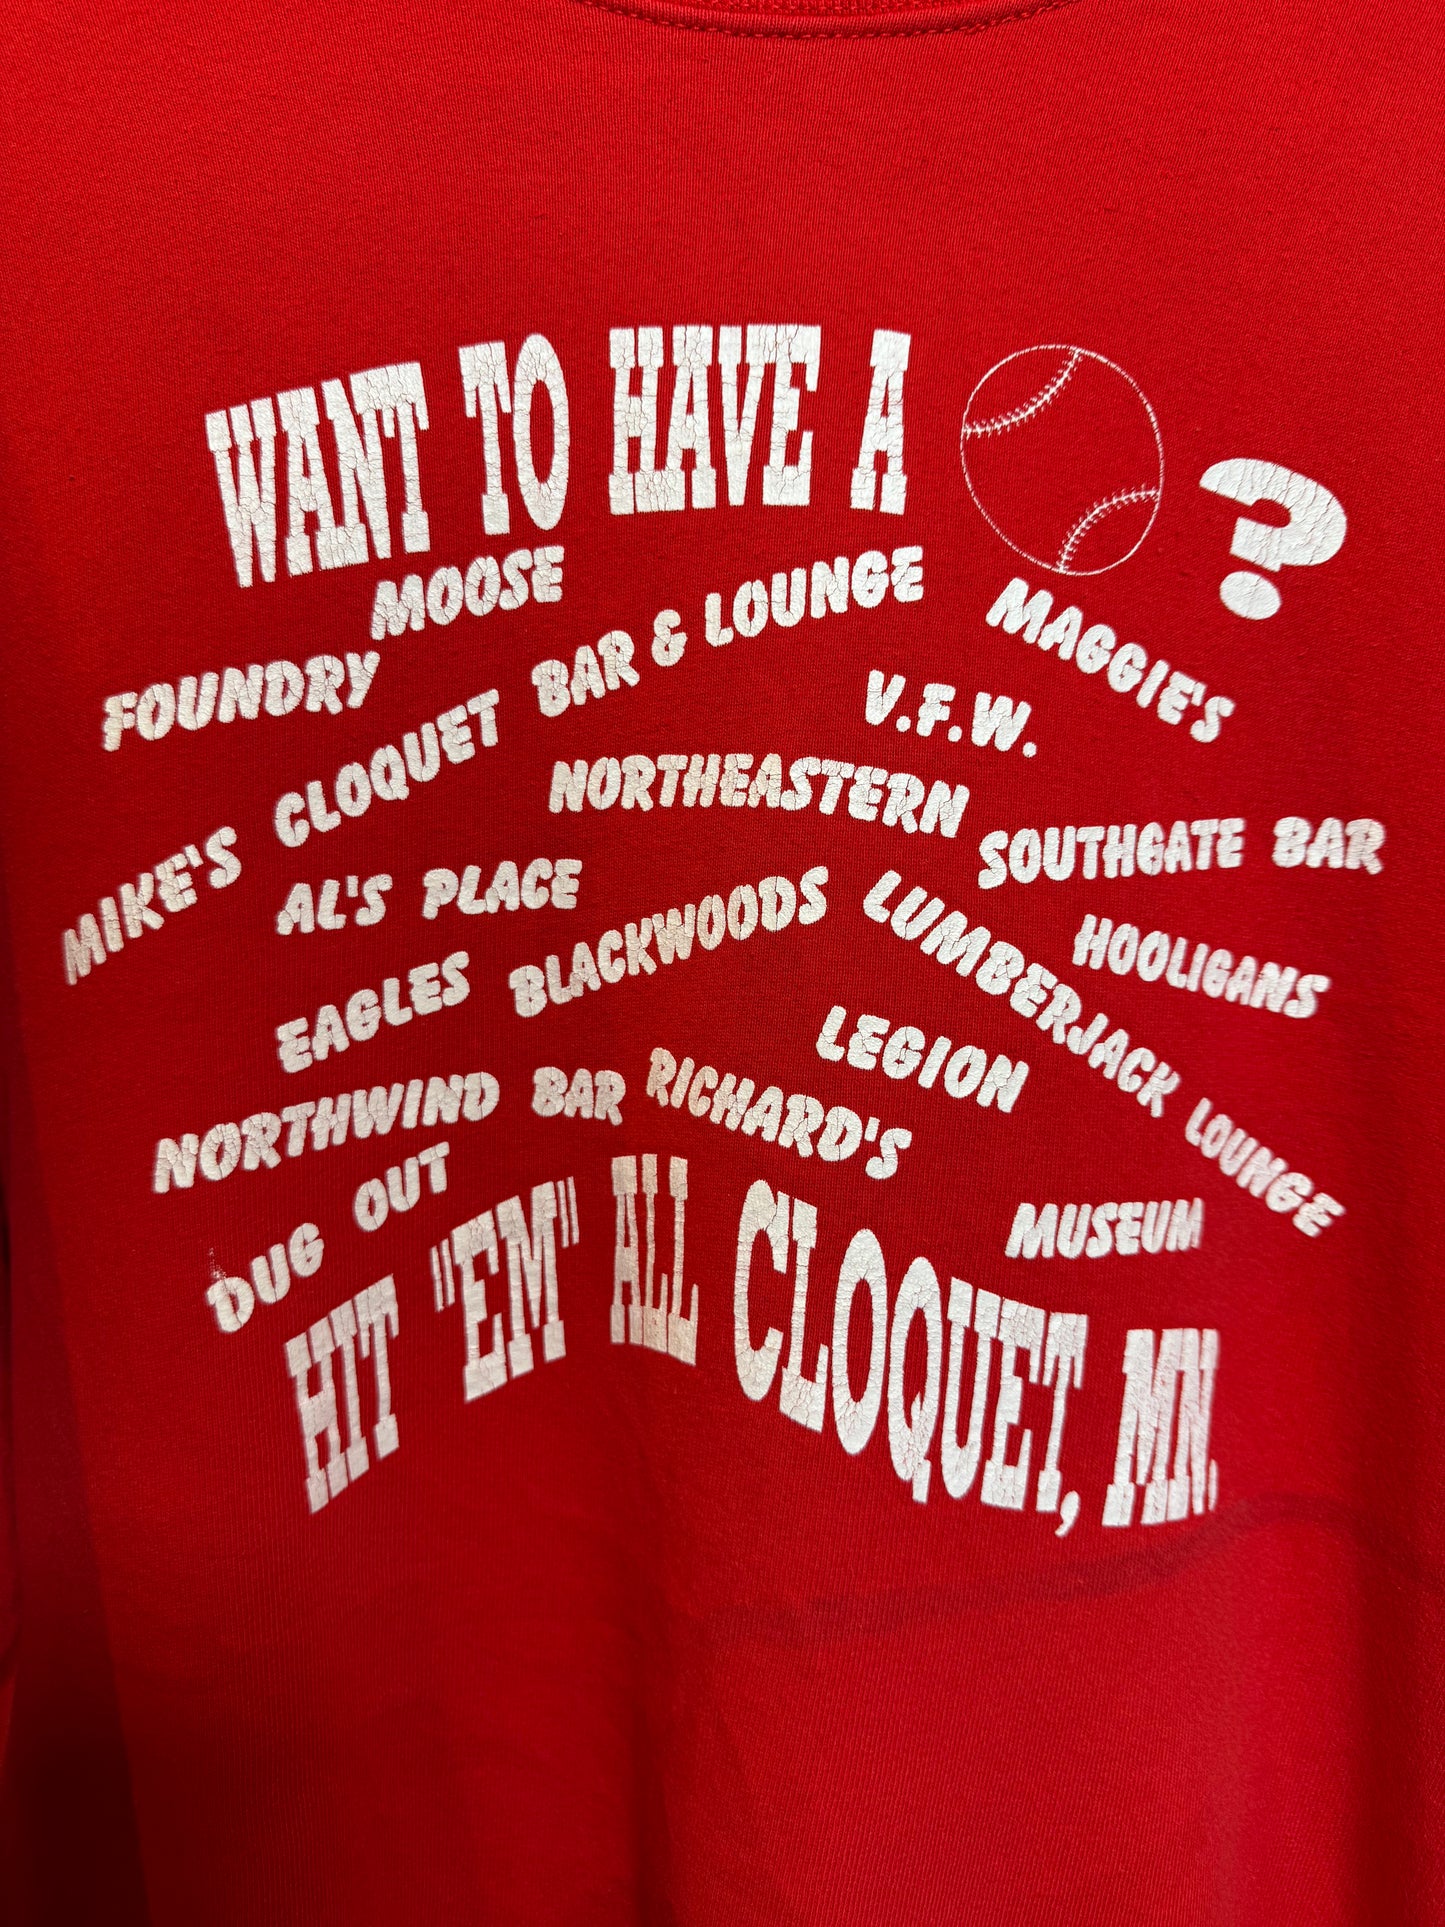 WANT TO HAVE A ?
MOOSE
FOUNDRY
BAR & LOUNGE
MAGGIE'S
V.F.W.
CLOQUET
NORTHEASTERN
MIKE'S
SOUTHGATE BAR
AL'S PLACE
BLACKWOODS
LUMBERJACK LOUNGE
HOOLIGANS
EAGLES
LEGION
NORTHWIND BAR
RICHARD'S
DUG OUT
MUSEUM
HIT "EM" ALL CLOQUET, MN.